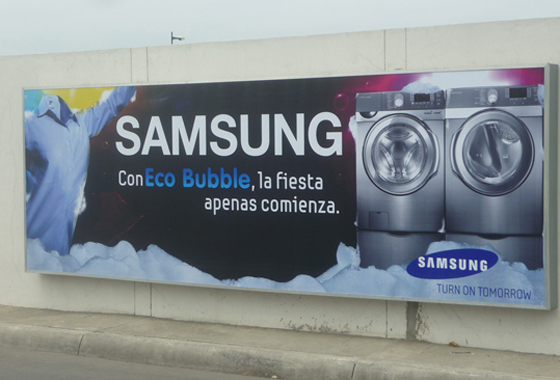 SAMSUNG
Con Eco Bubble, la fiesta
apenas comienza.
SAMSUNG
TURN ON TOMORROW